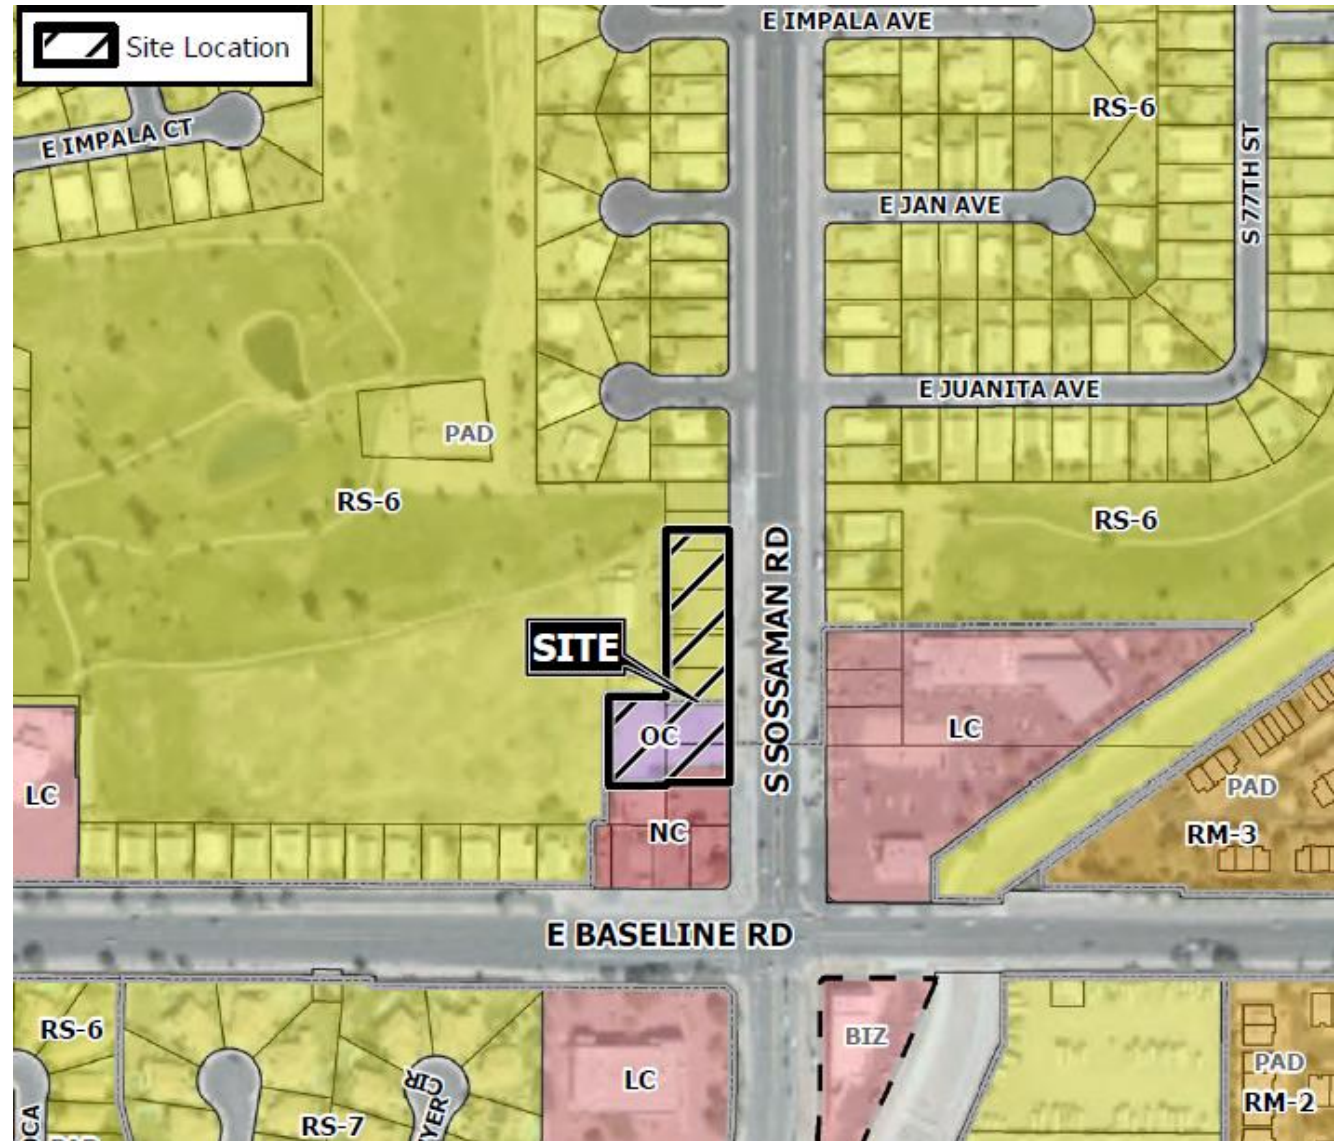 Site Location
E IMPALA AVE
E IMPALA CT
RS-6
E JAN AVE
S 77TH ST
E JUANITA AVE
PAD
RS-6
RS-6
S SOSSAMAN RD
SITE
OC
LC
LC
PAD
NC
RM-3
E BASELINE RD
RS-6
BIZ
LC
PAD
RM-2
RS-7
CIR